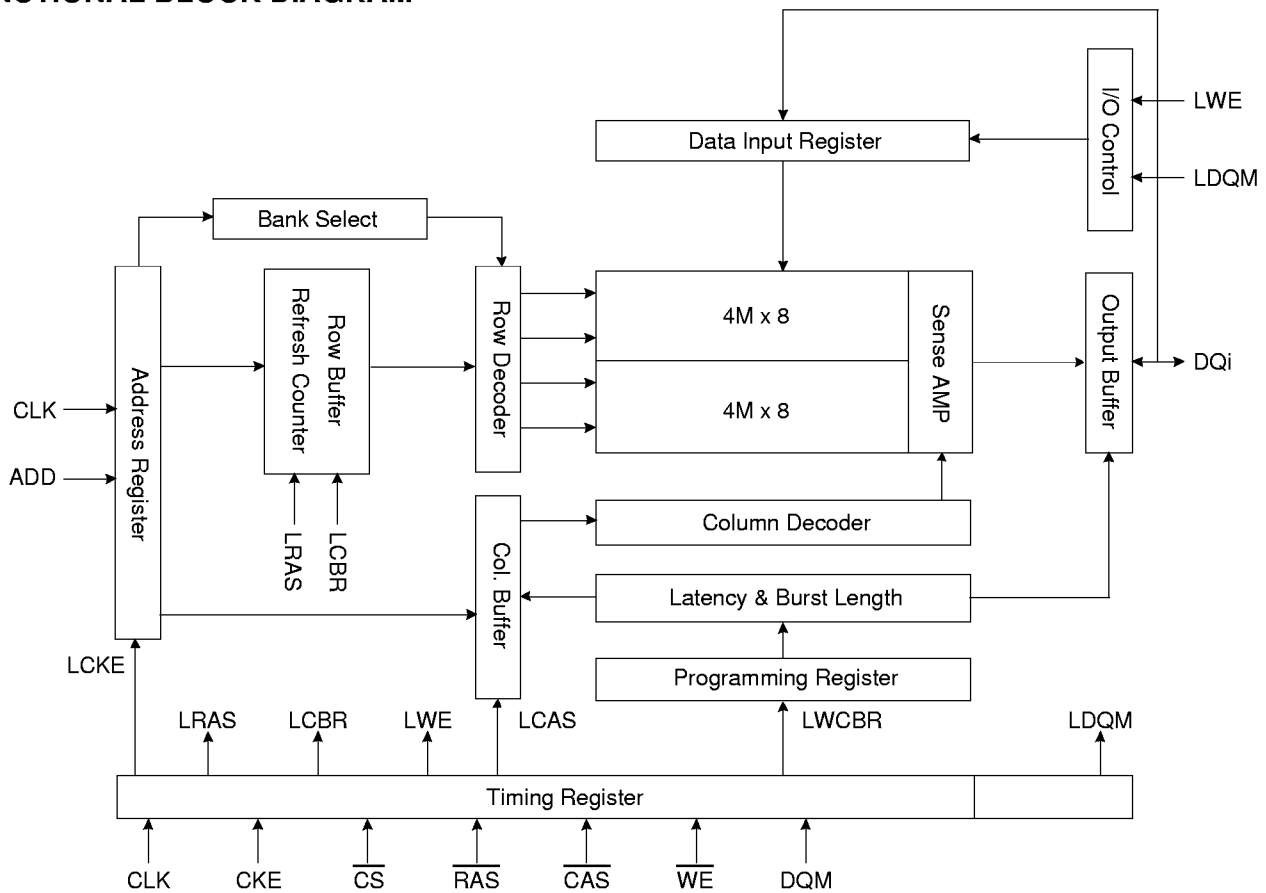 FUNCTIONAL BLOCK DIAGRAM
I/O Control
LWE
LDQM
Data Input Register
Bank Select
CLK
ADD
Address Register
Row Buffer
Refresh Counter
LRAS
LCBR
Row Decoder
4M x 8
4M x 8
Sense AMP
Output Buffer
DQi
Col. Buffer
Column Decoder
Latency & Burst Length
Programming Register
LCKE
LRAS
LCBR
LWE
LCAS
LWCBR
LDQM
Timing Register
CLK
CKE
CS
RAS
CAS
WE
DQM